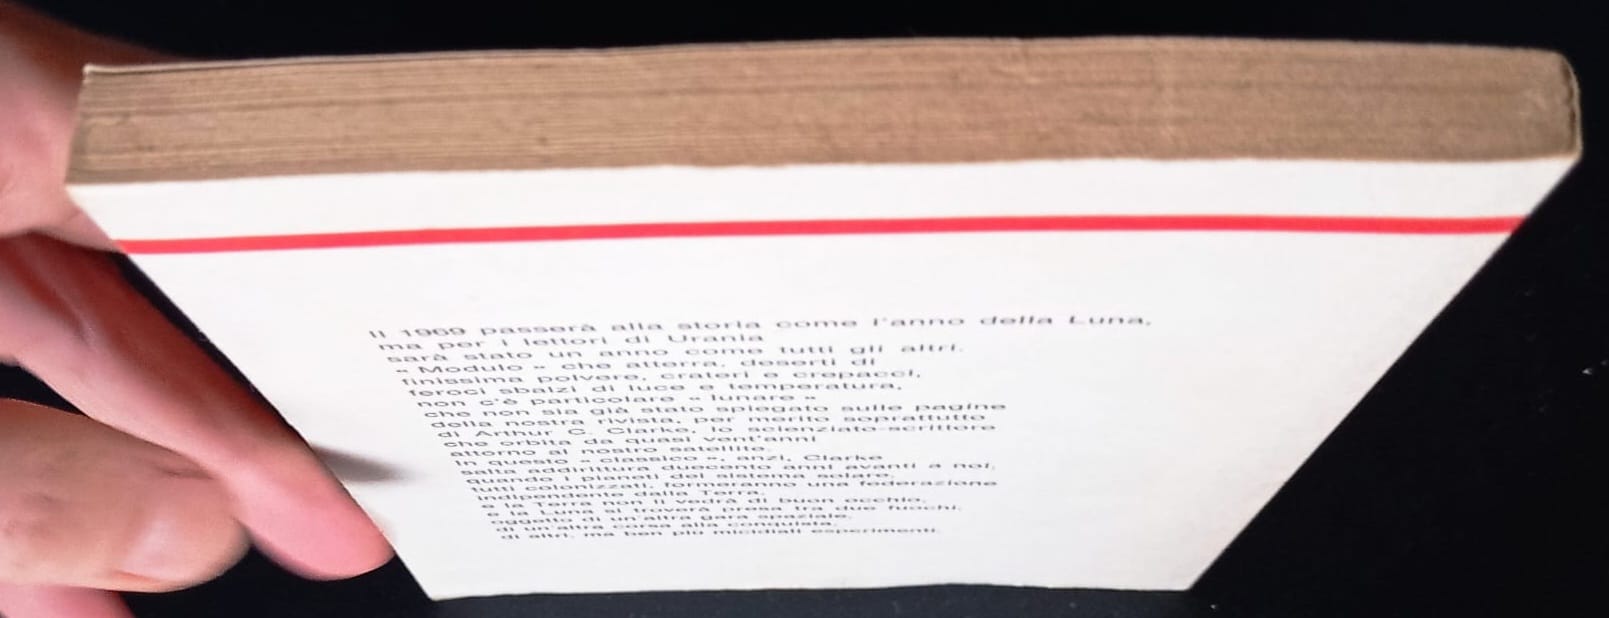 Il 1969 passerà alla storia come l'anno della Luna,
ma per i lettori di Urania
sarà stato un anno come tutti gli altri.
« Modulo » che atterra, deserti di
finissima polvere, crateri e crepacci,
feroci sbalzi di luce e temperatura,
non c'è particolare « lunare »
che non sia già stato spiegato sulle pagine
della nostra rivista, per merito soprattutto
di Arthur C. Clarke, lo scienziato-scrittore
che orbita da quasi vent'anni
attorno al nostro satellite.
In questo « classico », anzi, Clarke
salta addirittura duecento anni avanti a noi,
quando i pianeti del sistema solare,
tutti colonizzati, formeranno una federazione
indipendente dalla Terra,
e la Terra non li vedrà di buon occhio,
e la Luna si troverà presa tra due fuochi,
oggetto di un'altra gara spaziale,
di un'altra corsa alla conquista,
di altri, ma ben più micidiali esperimenti.